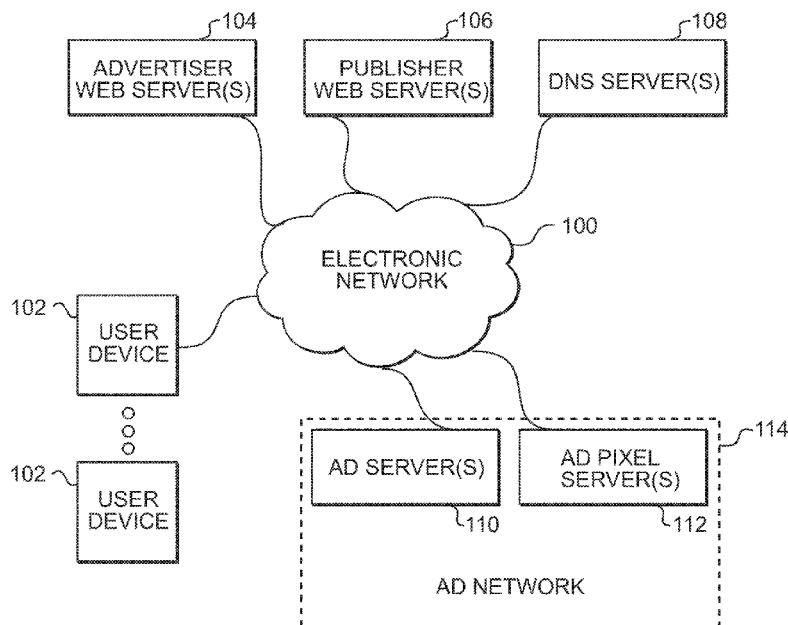 104
106
108
ADVERTISER
WEB SERVER(S)
PUBLISHER
WEB SERVER(S)
DNS SERVER(S)
100
ELECTRONIC
NETWORK
102
USER
DEVICE
102
USER
DEVICE
114
AD SERVER(S)
AD PIXEL
SERVER(S)
110
112
AD NETWORK